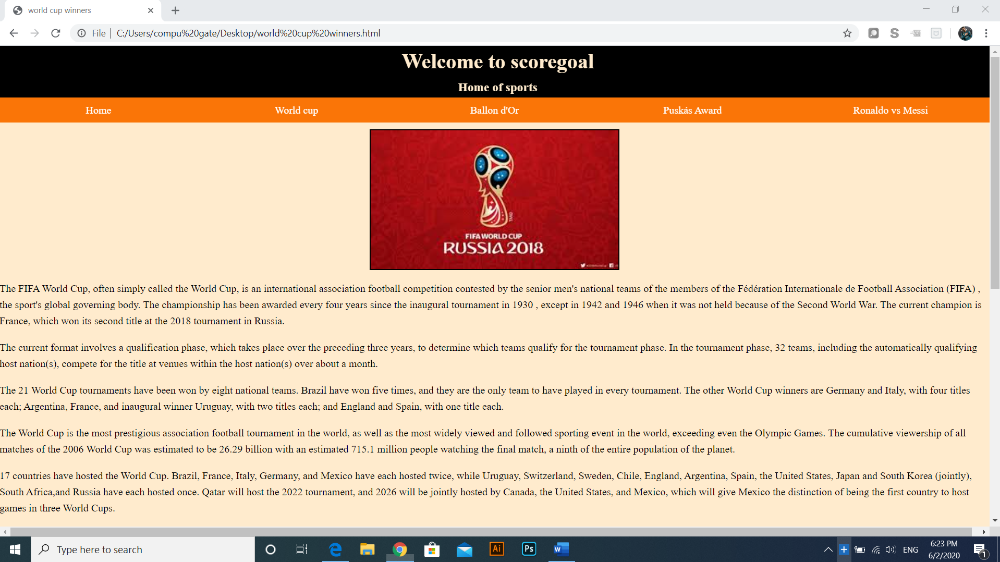 world cup winners
File
C:/Users/compu%20gate/Desktop/world%20cup%20winners.html
S
Welcome to scoregoal
Home of sports
Home World cup Ballon d'Or Puskás Award Ronaldo vs Messi
TMO
FIFA WORLD CUP
RUSSIA 2018
The FIFA World Cup, often simply called the World Cup, is an international association football competition contested by the senior men's national teams of the members of the Fédération Internationale de Football Association (FIFA) ,
the sport's global governing body. The championship has been awarded every four years since the inaugural tournament in 1930 , except in 1942 and 1946 when it was not held because of the Second World War. The current champion is
France, which won its second title at the 2018 tournament in Russia.
The current format involves a qualification phase, which takes place over the preceding three years, to determine which teams qualify for the tournament phase. In the tournament phase, 32 teams, including the automatically qualifying
host nation(s), compete for the title at venues within the host nation(s) over about a month.
The 21 World Cup tournaments have been won by eight national teams. Brazil have won five times, and they are the only team to have played in every tournament. The other World Cup winners are Germany and Italy, with four titles
each; Argentina, France, and inaugural winner Uruguay, with two titles each; and England and Spain, with one title each.
The World Cup is the most prestigious association football tournament in the world, as well as the most widely viewed and followed sporting event in the world, exceeding even the Olympic Games. The cumulative viewership of all
matches of the 2006 World Cup was estimated to be 26.29 billion with an estimated 715.1 million people watching the final match, a ninth of the entire population of the planet.
17 countries have hosted the World Cup. Brazil, France, Italy, Germany, and Mexico have each hosted twice, while Uruguay, Switzerland, Sweden, Chile, England, Argentina, Spain, the United States, Japan and South Korea (jointly),
South Africa,and Russia have each hosted once. Qatar will host the 2022 tournament, and 2026 will be jointly hosted by Canada, the United States, and Mexico, which will give Mexico the distinction of being the first country to host
games in three World Cups.
Type here to search
Ai
Ps
W
ENG
6:23 PM
6/2/2020
1